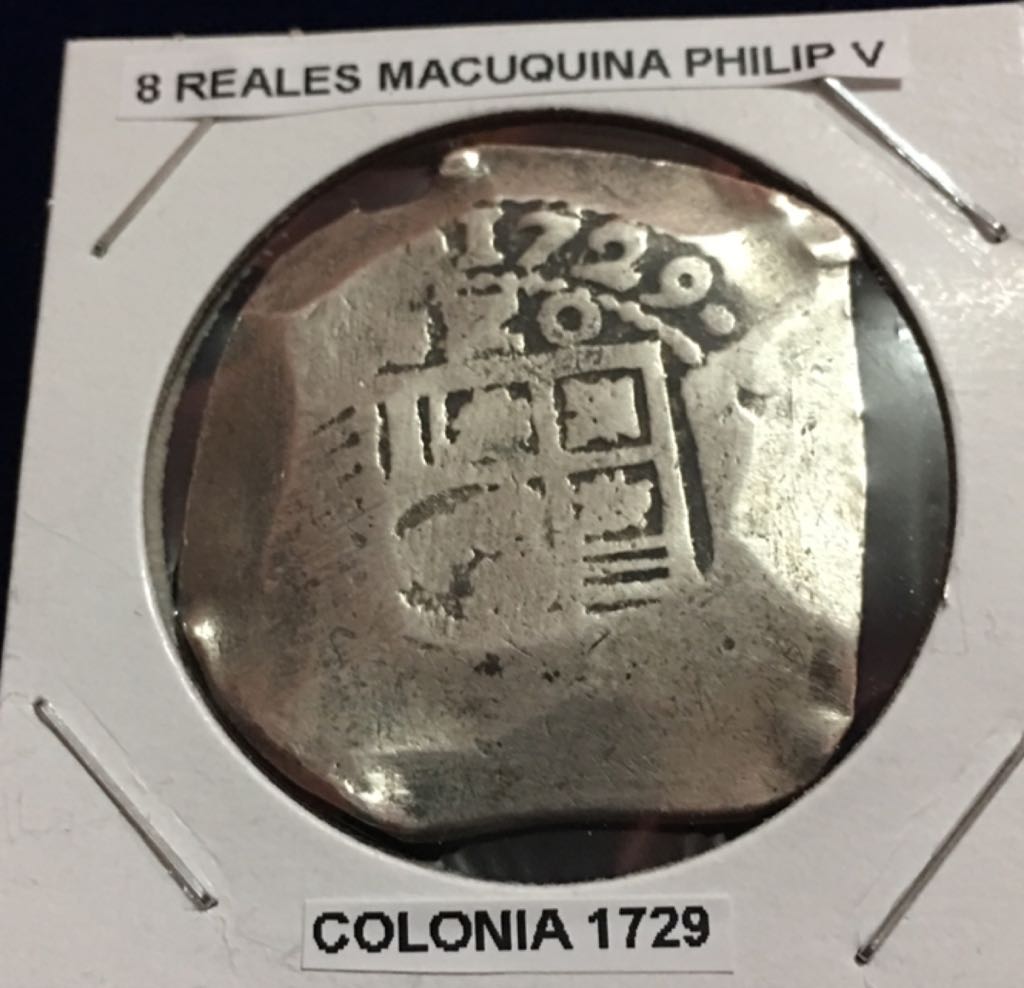 8 REALES MACUQUINA PHILIP V
1729.
COLONIA 1729